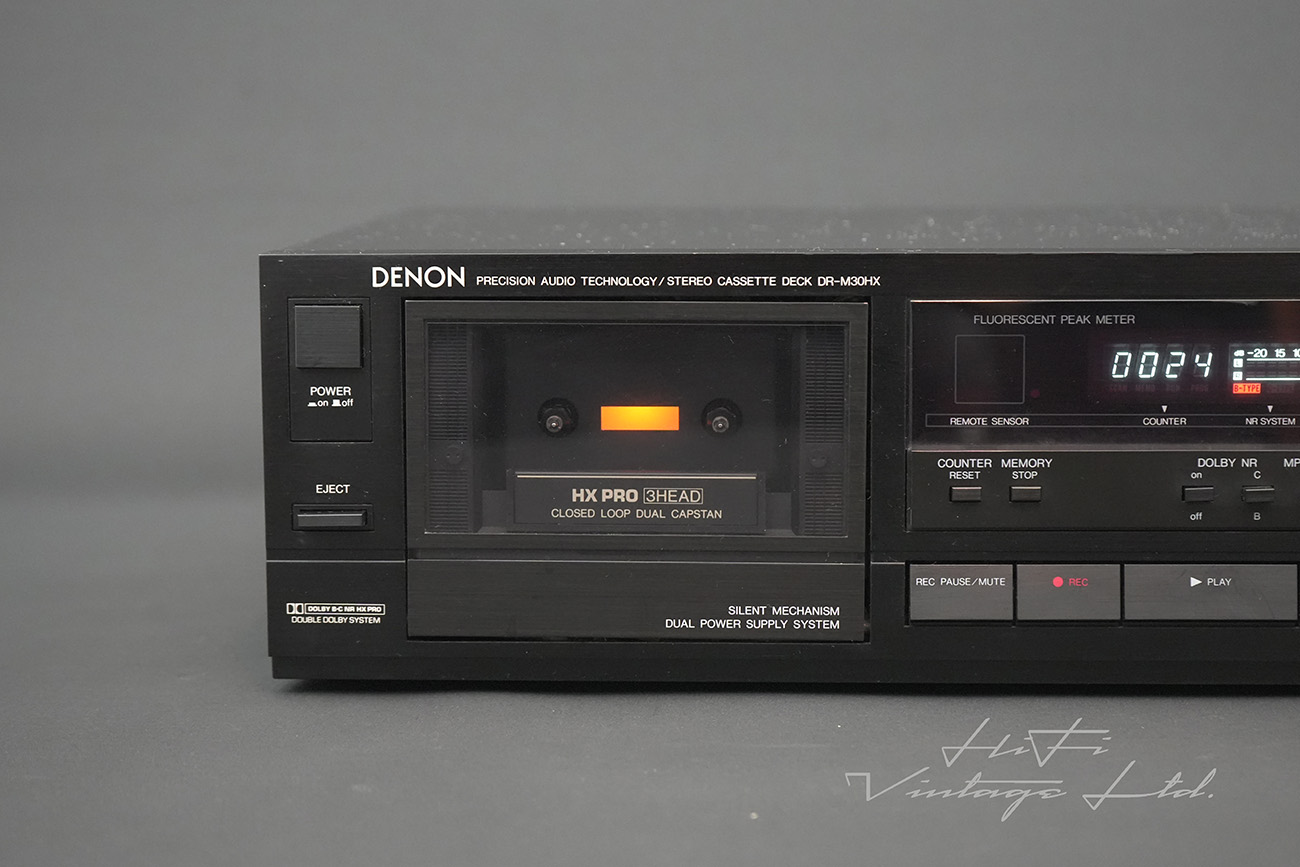 DENON PRECISION AUDIO TECHNOLOGY/STEREO CASSETTE DECK DR-M30HX
POWER
on off
EJECT
HX PRO 3HEAD
CLOSED LOOP DUAL CAPSTAN
DOLBY B·C NR HX PRO
DOUBLE DOLBY SYSTEM
SILENT MECHANISM
DUAL POWER SUPPLY SYSTEM
FLUORESCENT PEAK METER
0024
dB -20 15 10
B-TYPE
REMOTE SENSOR
COUNTER
NR SYSTEM
COUNTER RESET
MEMORY STOP
DOLBY NR
MP
on C
off B
REC PAUSE/MUTE
REC
PLAY
HiFi
Vintage Ltd.